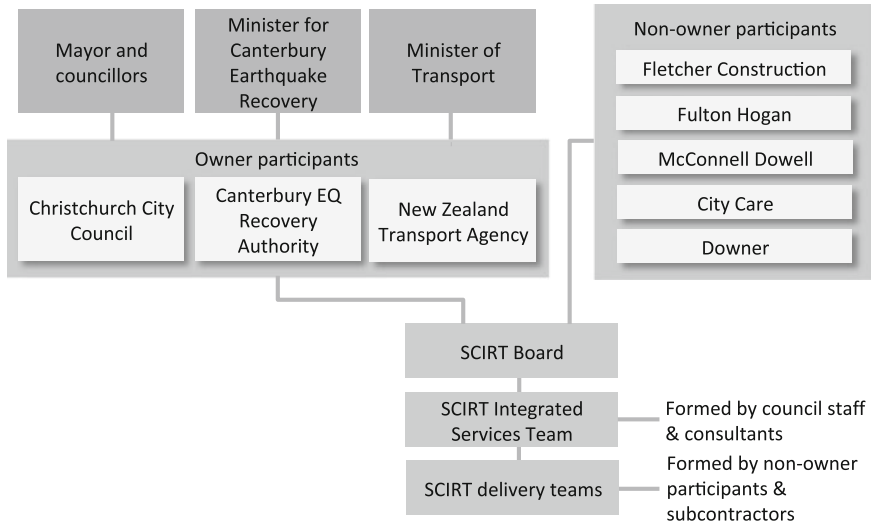 Mayor and
councillors
Minister for
Canterbury
Earthquake
Recovery
Minister of
Transport
Owner participants
Christchurch City
Council
Canterbury EQ
Recovery
Authority
New Zealand
Transport Agency
Non-owner participants
Fletcher Construction
Fulton Hogan
McConnell Dowell
City Care
Downer
SCIRT Board
SCIRT Integrated
Services Team
Formed by council staff
& consultants
SCIRT delivery teams
Formed by non-owner
participants &
subcontractors